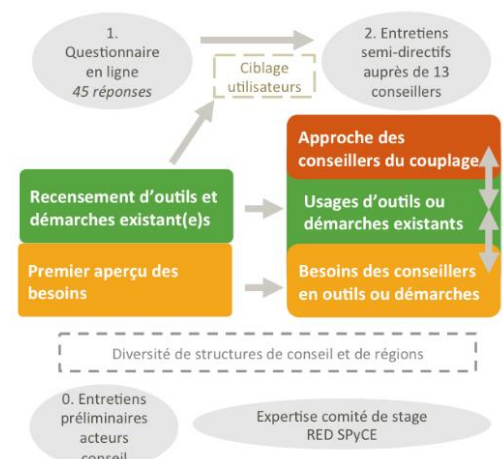 1.
Questionnaire
en ligne
45 réponses
2. Entretiens
semi-directifs
auprès de 13
conseillers
Ciblage
utilisateurs
Approche des
conseillers du couplage
Recensement d'outils et
démarches existant(e)s
Usages d'outils ou
démarches existants
Premier aperçu des
besoins
Besoins des conseillers
en outils ou démarches
Diversité de structures de conseil et de régions
0. Entretiens
préliminaires
acteurs
conseil
Expertise comité de stage
RED SPyCE